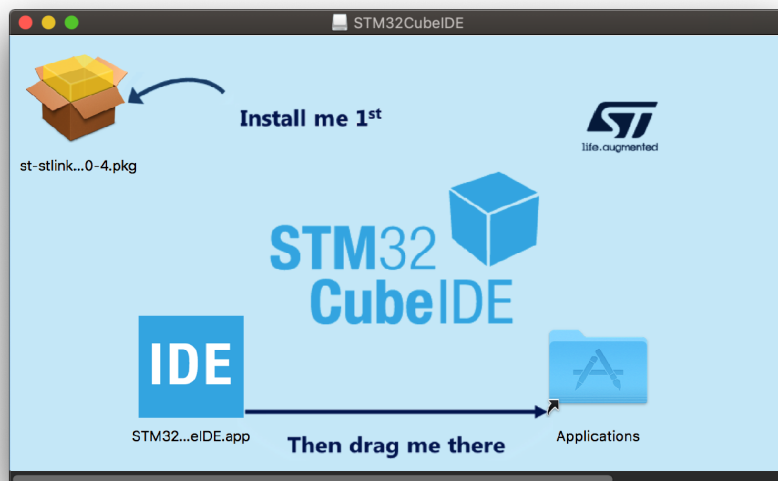 STM32CubeIDE
Install me 1st
ST
life.augmented
st-stlink...0-4.pkg
STM32
CubeIDE
IDE
STM32...eIDE.app
Then drag me there
Applications